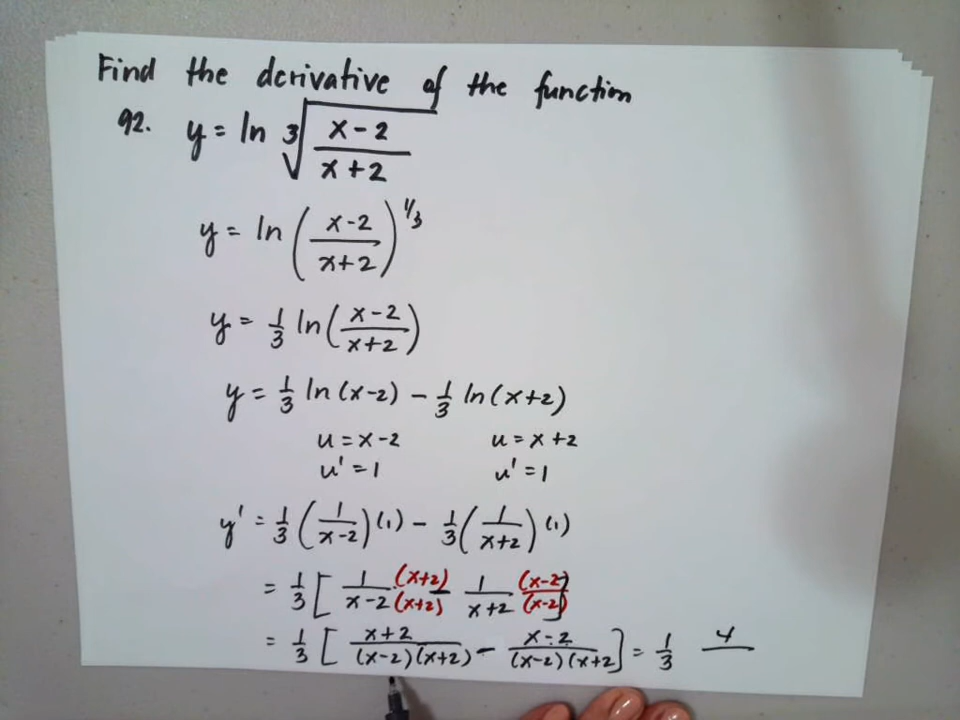 Find the derivative of the function
92. y = ln ∛((x-2)/(x+2))
y = ln ((x-2)/(x+2))^(1/3)
y = 1/3 ln((x-2)/(x+2))
y = 1/3 ln(x-2) - 1/3 ln(x+2)
u = x-2 u = x+2
u' = 1 u' = 1
y' = 1/3 (1/(x-2))(1) - 1/3 (1/(x+2))(1)
= 1/3 [ 1/(x-2) (x+2)/(x+2) - 1/(x+2) (x-2)/(x-2) ]
= 1/3 [ (x+2)/((x-2)(x+2)) - (x-2)/((x-2)(x+2)) ] = 1/3 4/